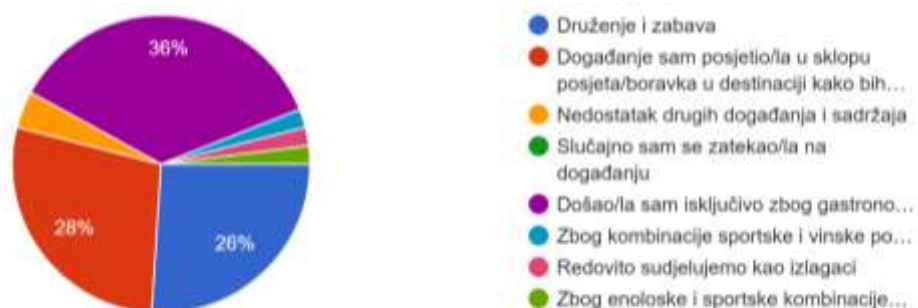 36%
28%
26%
Druženje i zabava
Događanje sam posjetio/la u sklopu
posjeta/boravka u destinaciji kako bih…
Nedostatak drugih događanja i sadržaja
Slučajno sam se zatekao/la na
događanju
Došao/la sam isključivo zbog gastrono…
Zbog kombinacije sportske i vinske po…
Redovito sudjelujemo kao izlagaci
Zbog enoloske i sportske kombinacije…